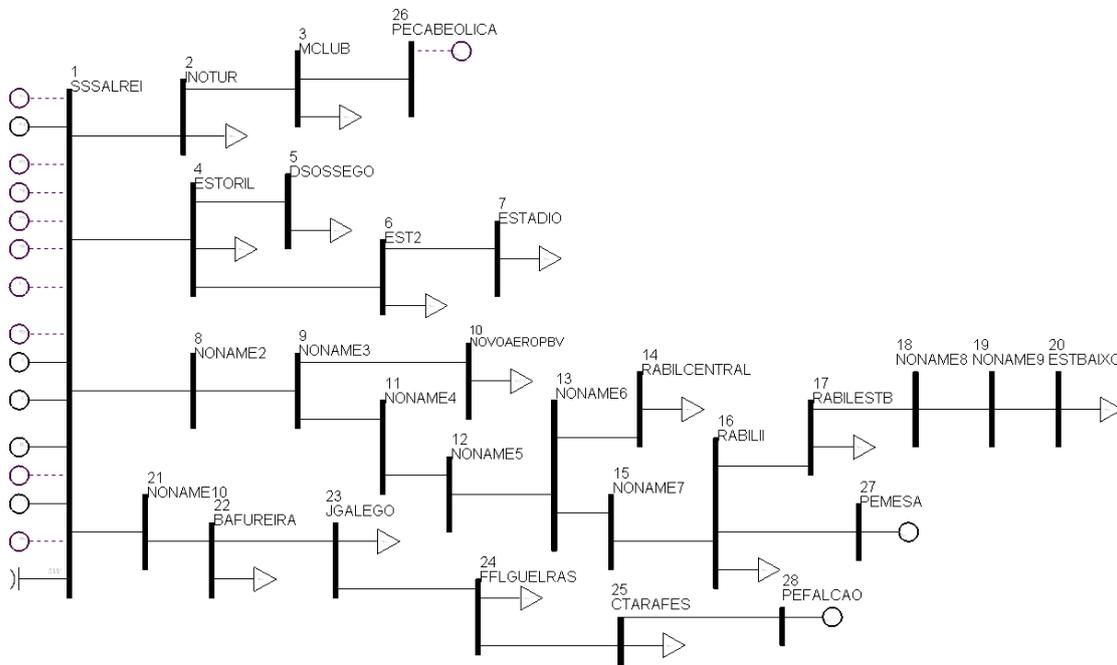 26
PECABEOLICA
3
MCLUB
2
INOTUR
1
SSSALREI
5
DSOSSEGO
4
ESTORIL
7
ESTADIO
6
EST2
10
NOVOAEROPBV
8
NONAME2
9
NONAME3
14
RABILCENTRAL
18
NONAME8
19
NONAME9
20
ESTBAIXO
11
NONAME4
13
NONAME6
17
RABILESTB
12
NONAME5
16
RABILII
15
NONAME7
21
NONAME10
22
BAFUREIRA
23
JGALEGO
27
PEMESA
24
FFLGUELRAS
25
CTARAFES
28
PEFALCAO